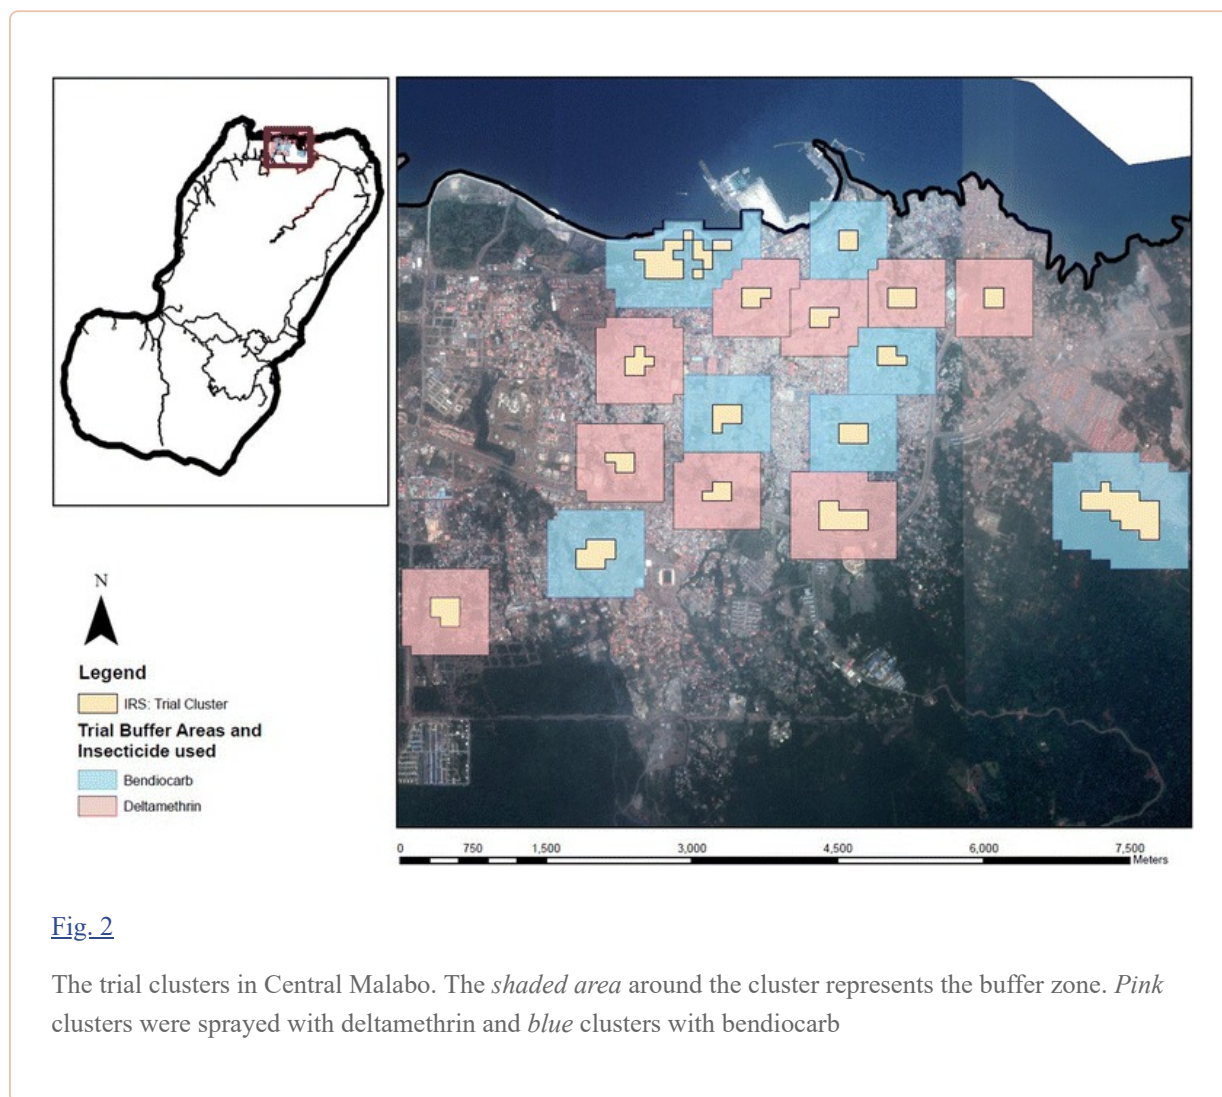 N
Legend
IRS: Trial Cluster
Trial Buffer Areas and
Insecticide used
Bendiocarb
Deltamethrin
0 750 1,500 3,000 4,500 6,000 7,500
Meters
Fig. 2
The trial clusters in Central Malabo. The shaded area around the cluster represents the buffer zone. Pink
clusters were sprayed with deltamethrin and blue clusters with bendiocarb